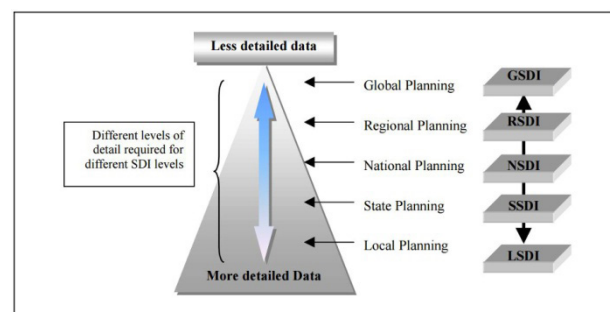 Less detailed data
Global Planning
GSDI
Different levels of
detail required for
different SDI levels
Regional Planning
RSDI
National Planning
NSDI
State Planning
SSDI
Local Planning
LSDI
More detailed Data